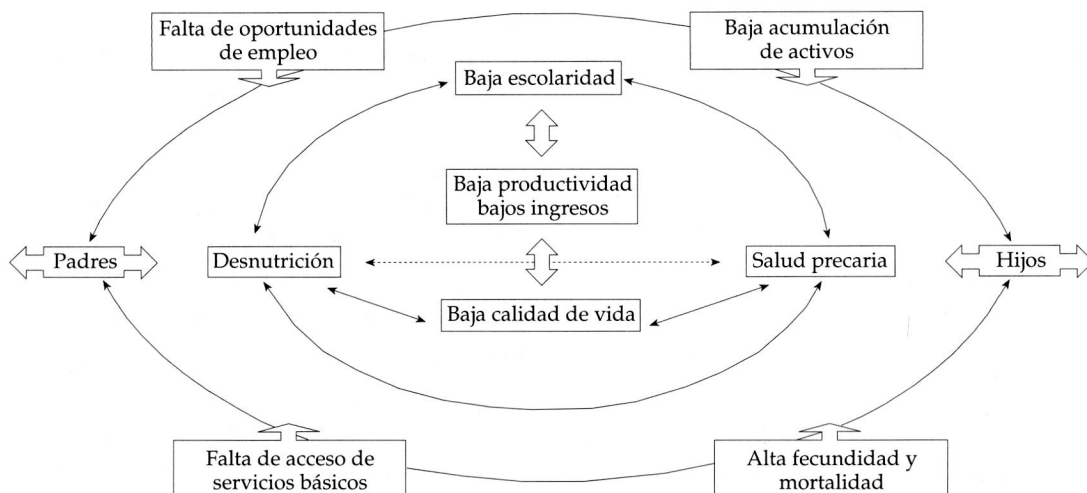 Falta de oportunidades
de empleo
Baja acumulación
de activos
Baja escolaridad
Baja productividad
bajos ingresos
Padres
Desnutrición
Salud precaria
Hijos
Baja calidad de vida
Falta de acceso de
servicios básicos
Alta fecundidad y
mortalidad